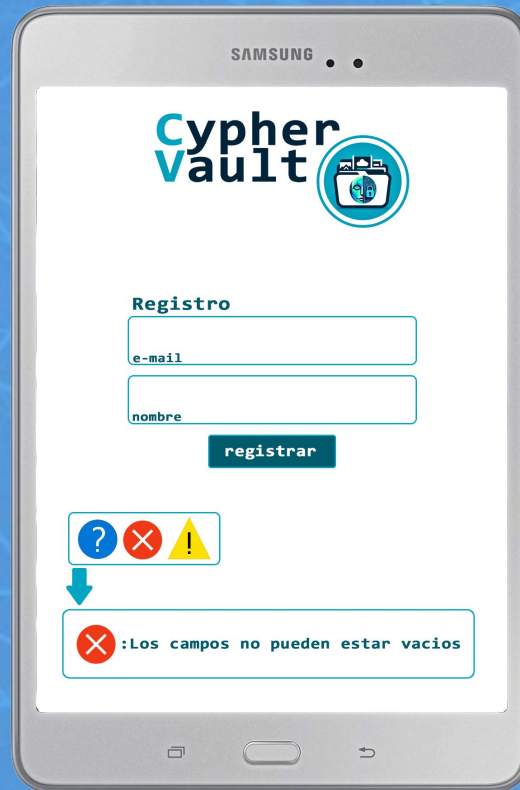 SAMSUNG
Cypher
Vault
Registro
e-mail
nombre
registrar
? ! 
:Los campos no pueden estar vacios